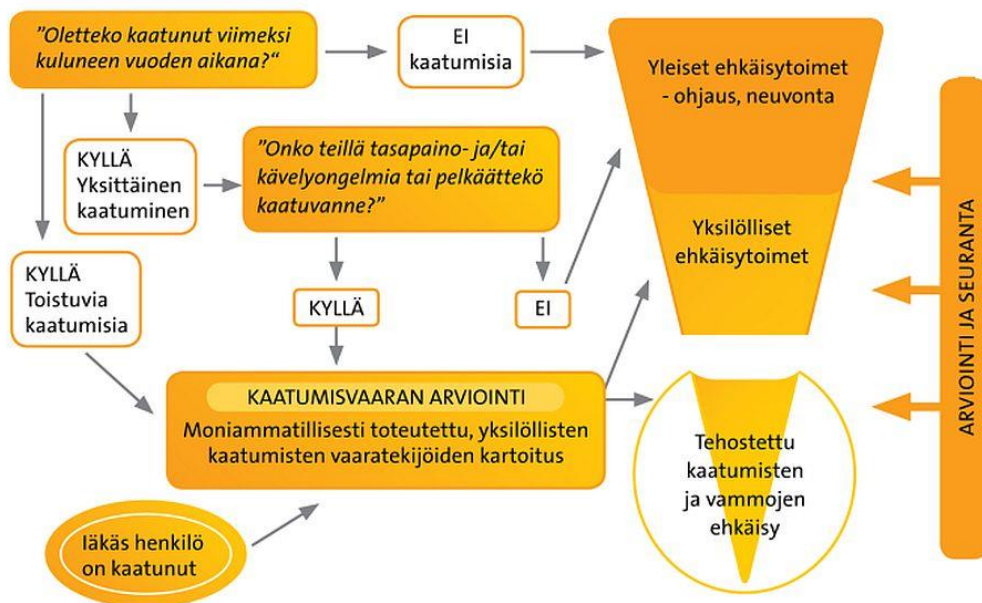 ”Oletteko kaatunut viimeksi
kuluneen vuoden aikana?“
EI
kaatumisia
Yleiset ehkäisytoimet
- ohjaus, neuvonta
KYLLÄ
Yksittäinen
kaatuminen
”Onko teillä tasapaino- ja/tai
kävelyongelmia tai pelkäättekö
kaatuvanne?”
Yksilölliset
ehkäisytoimet
KYLLÄ
Toistuvia
kaatumisia
KYLLÄ
EI
KAATUMISVAARAN ARVIOINTI
Moniammatillisesti toteutettu, yksilöllisten
kaatumisten vaaratekijöiden kartoitus
Tehostettu
kaatumisten
ja vammojen
ehkäisy
Iäkäs henkilö
on kaatunut
ARVIOINTI JA SEURANTA